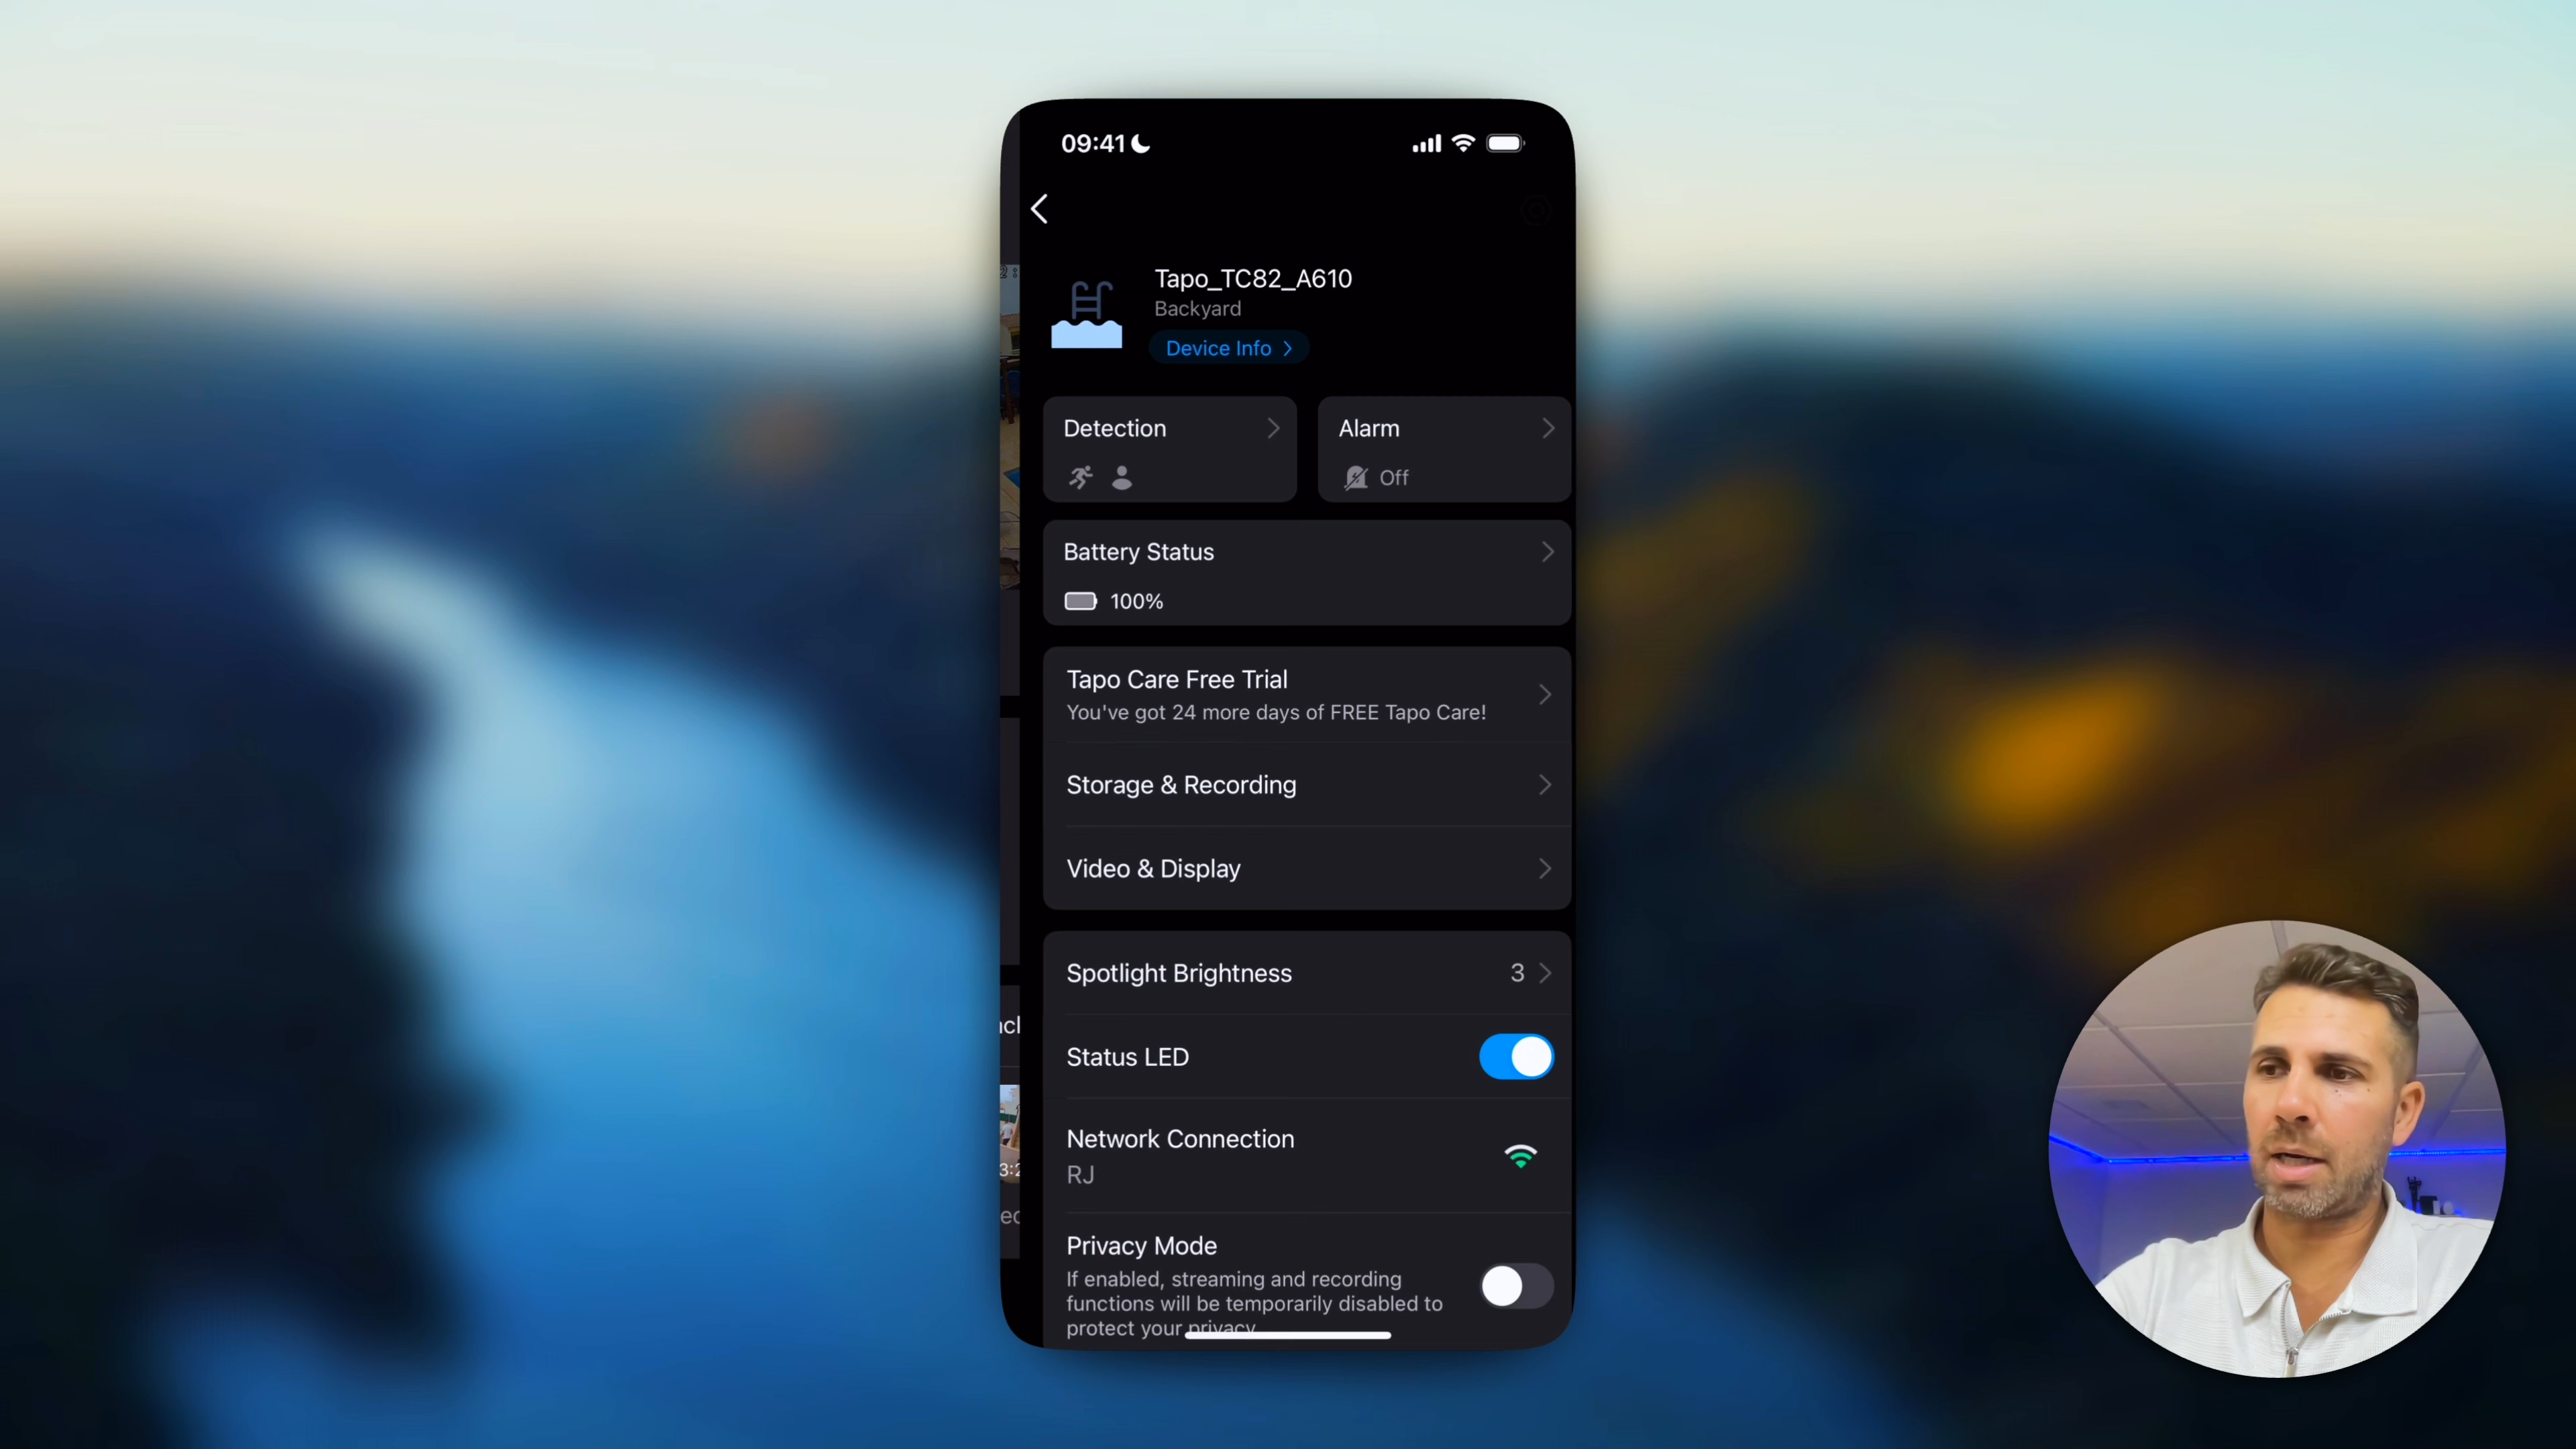 09:41
Tapo_TC82_A610
Backyard
Device Info
Detection
Alarm
Off
Battery Status
100%
Tapo Care Free Trial
You've got 24 more days of FREE Tapo Care!
Storage & Recording
Video & Display
Spotlight Brightness
3
Status LED
Network Connection
RJ
Privacy Mode
If enabled, streaming and recording
functions will be temporarily disabled to
protect your privacy